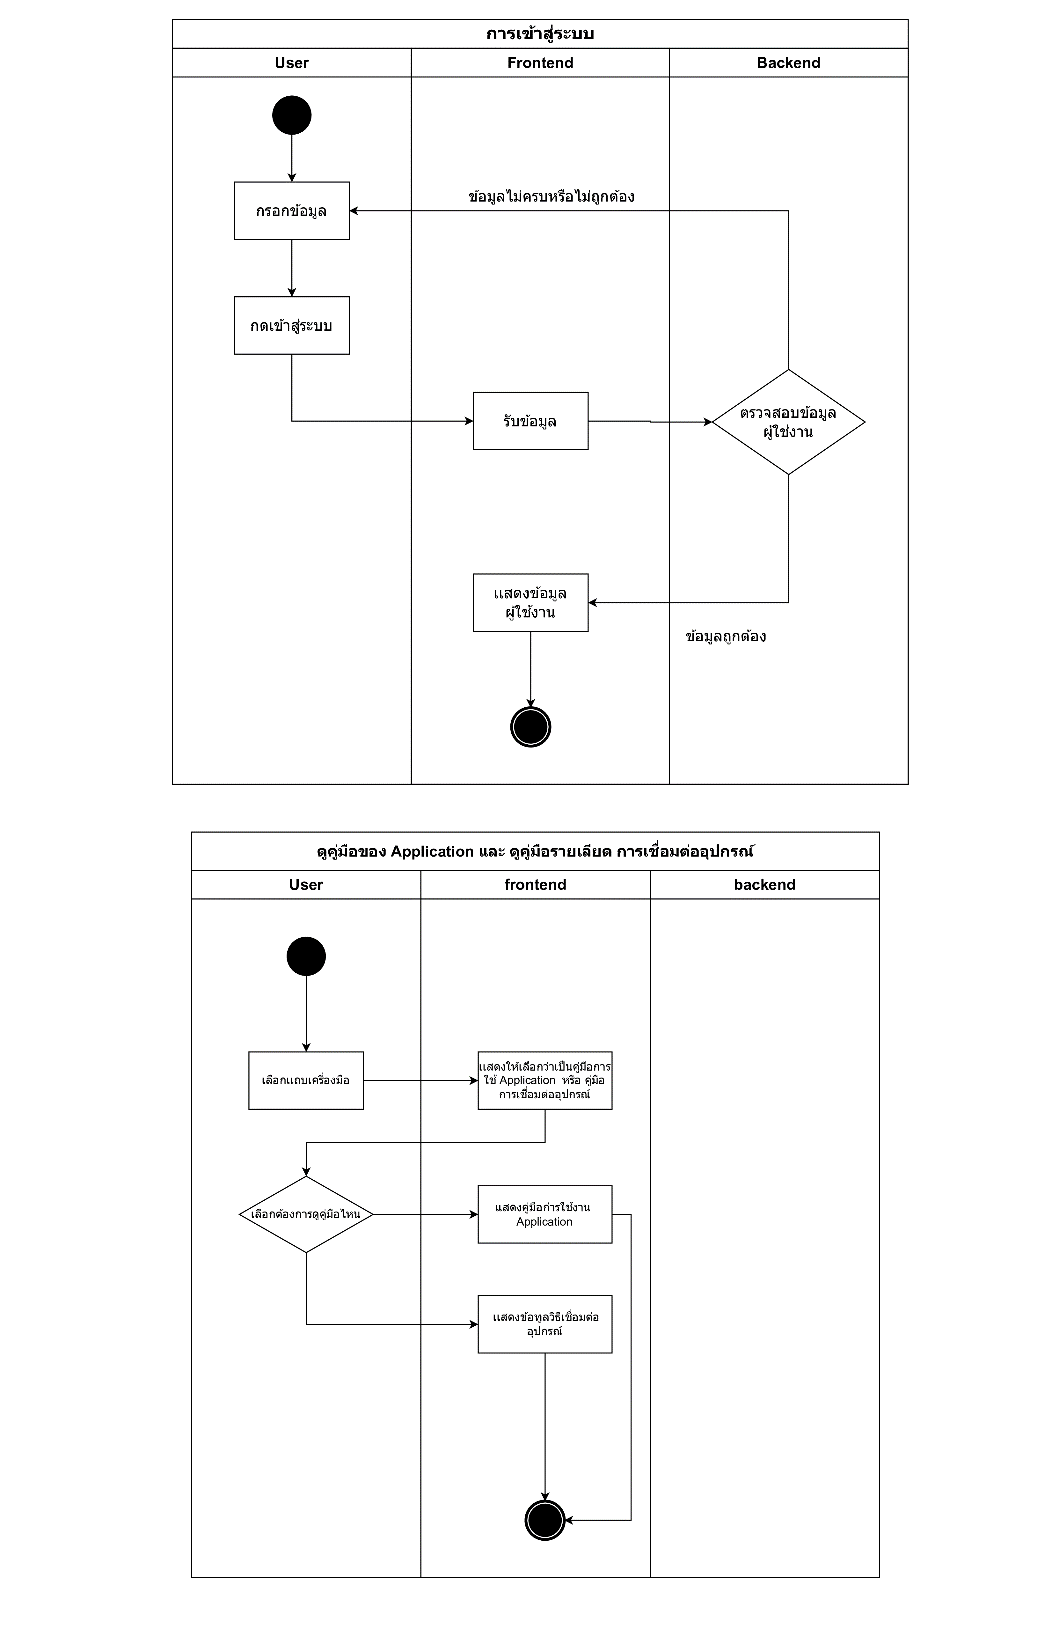 การเข้าสู่ระบบ
User
Frontend
Backend
ข้อมูลไม่ครบหรือไม่ถูกต้อง
กรอกข้อมูล
กดเข้าสู่ระบบ
รับข้อมูล
ตรวจสอบข้อมูล
ผู้ใช้งาน
แสดงข้อมูล
ผู้ใช้งาน
ข้อมูลถูกต้อง
ดูคู่มือของ Application และ ดูคู่มือรายเลียด การเชื่อมต่ออุปกรณ์
User
frontend
backend
เลือกแถบเครื่องมือ
แสดงให้เลือกว่าเป็นคู่มือการ
ใช้ Application หรือ คู่มือ
การเชื่อมต่ออุปกรณ์
เลือกต้องการดูคู่มือไหน
แสดงคู่มือการใช้งาน
Application
แสดงข้อมูลวิธีเชื่อมต่อ
อุปกรณ์